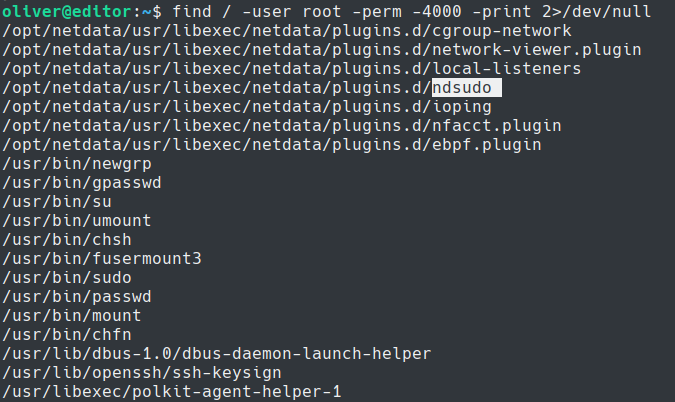 oliver@editor:~$ find / -user root -perm -4000 -print 2>/dev/null
/opt/netdata/usr/libexec/netdata/plugins.d/cgroup-network
/opt/netdata/usr/libexec/netdata/plugins.d/network-viewer.plugin
/opt/netdata/usr/libexec/netdata/plugins.d/local-listeners
/opt/netdata/usr/libexec/netdata/plugins.d/ndsudo
/opt/netdata/usr/libexec/netdata/plugins.d/ioping
/opt/netdata/usr/libexec/netdata/plugins.d/nfacct.plugin
/opt/netdata/usr/libexec/netdata/plugins.d/ebpf.plugin
/usr/bin/newgrp
/usr/bin/gpasswd
/usr/bin/su
/usr/bin/umount
/usr/bin/chsh
/usr/bin/fusermount3
/usr/bin/sudo
/usr/bin/passwd
/usr/bin/mount
/usr/bin/chfn
/usr/lib/dbus-1.0/dbus-daemon-launch-helper
/usr/lib/openssh/ssh-keysign
/usr/libexec/polkit-agent-helper-1